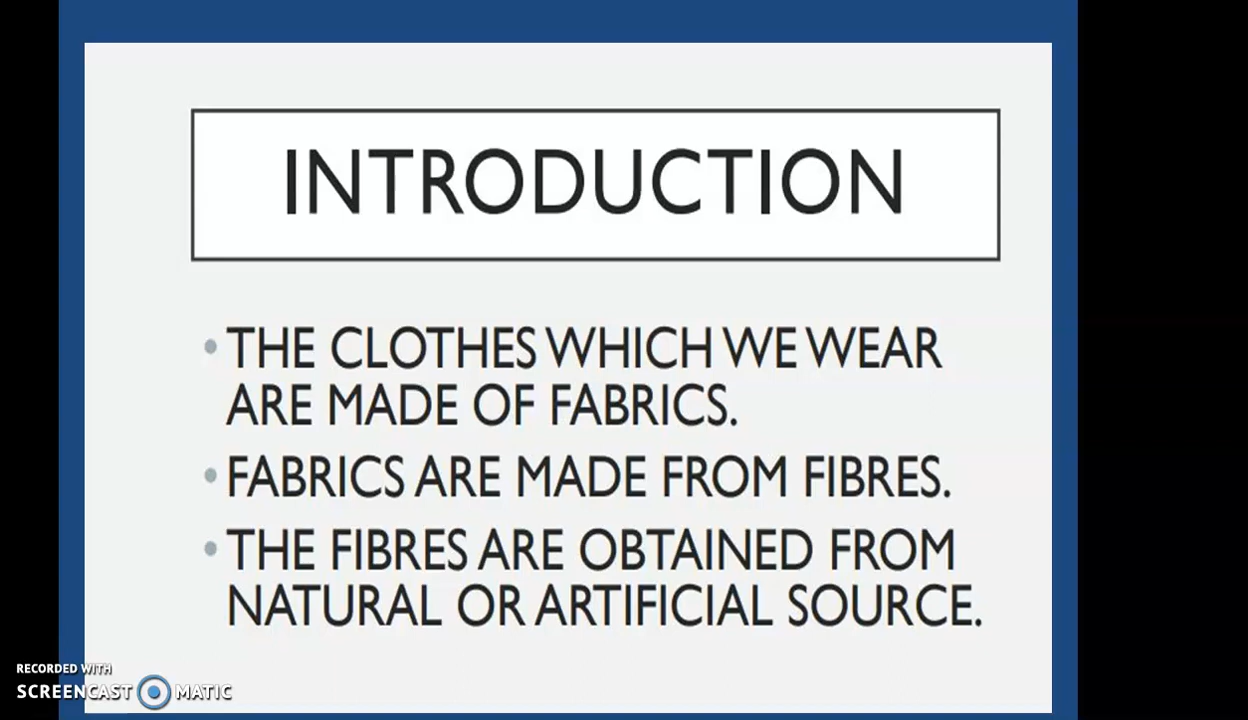 INTRODUCTION
• THE CLOTHES WHICH WE WEAR
ARE MADE OF FABRICS.
• FABRICS ARE MADE FROM FIBRES.
• THE FIBRES ARE OBTAINED FROM
NATURAL OR ARTIFICIAL SOURCE.
RECORDED WITH
SCREENCAST MATIC